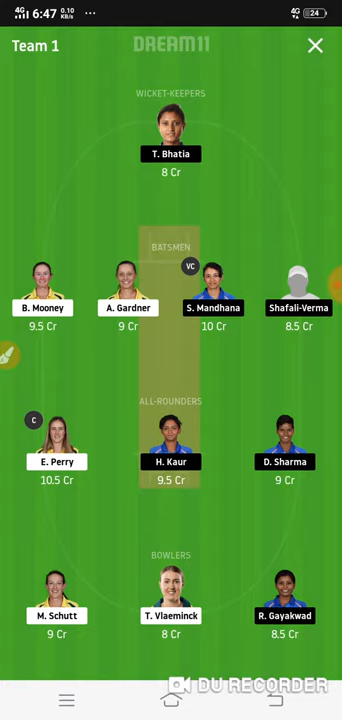 4G 6:47 0.10 KB/s ... 4G 24
Team 1 DREAM11
WICKET-KEEPERS
T. Bhatia
8 Cr
BATSMEN
VC
B. Mooney A. Gardner S. Mandhana Shafali-Verma
9.5 Cr 9 Cr 10 Cr 8.5 Cr
ALL-ROUNDERS
C
E. Perry H. Kaur D. Sharma
10.5 Cr 9.5 Cr 9 Cr
BOWLERS
M. Schutt T. Vlaeminck R. Gayakwad
9 Cr 8 Cr 8.5 Cr
DU RECORDER